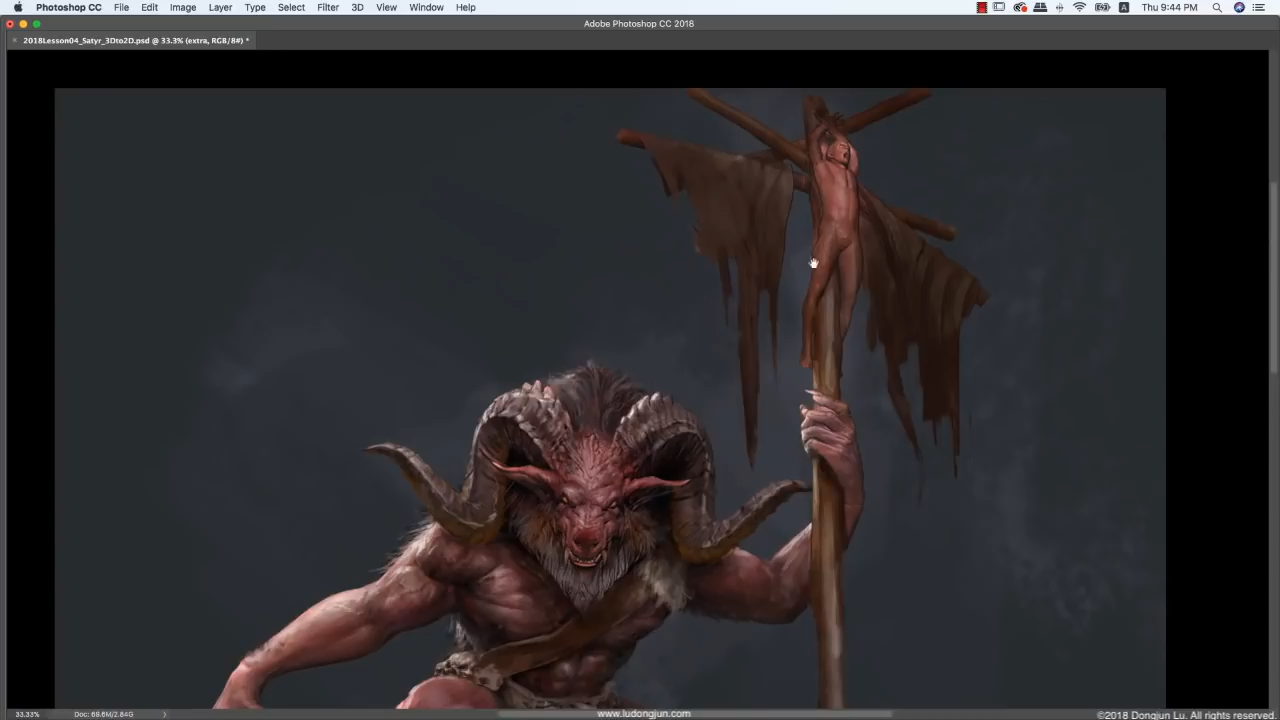 Photoshop CC File Edit Image Layer Type Select Filter 3D View Window Help A Thu 9:44 PM
Adobe Photoshop CC 2018
2018Lesson04_Satyr_3Dto2D.psd @ 33.3% (extra, RGB/8#) *
33.33% Doc: 69.6M/2.84G
www.ludongjun.com
©2018 Dongjun Lu. All rights reserved.